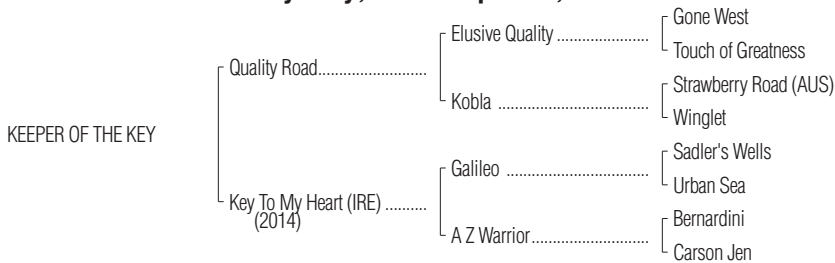 Gone West
Elusive Quality ....................
Touch of Greatness
Quality Road........................
Strawberry Road (AUS)
Kobla .................................
Winglet
KEEPER OF THE KEY
Sadler's Wells
Galileo ...............................
Urban Sea
Key To My Heart (IRE) .........
(2014)
Bernardini
A Z Warrior..........................
Carson Jen